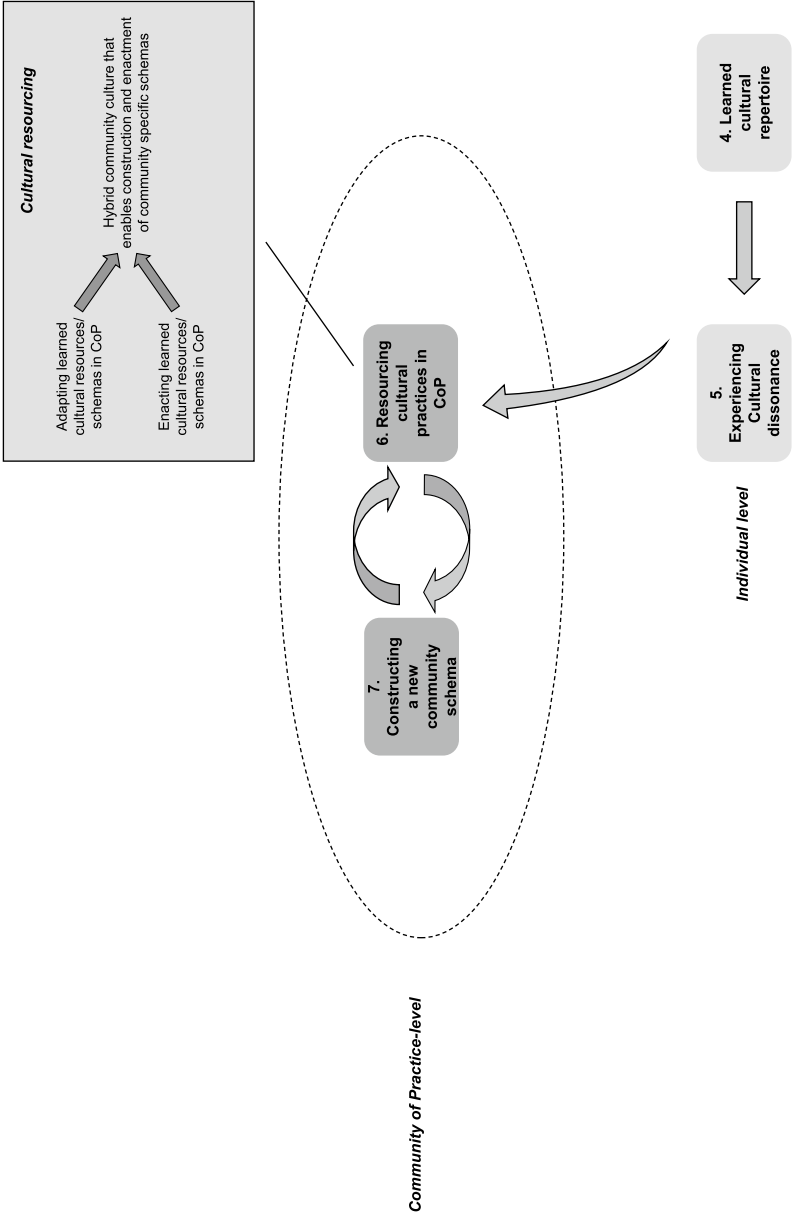 Cultural resourcing
Adapting learned
cultural resources/
schemas in CoP
Enacting learned
cultural resources/
schemas in CoP
Hybrid community culture that
enables construction and enactment
of community specific schemas
Community of Practice-level
7.
Constructing
a new
community
schema
6. Resourcing
cultural
practices in
CoP
Individual level
5.
Experiencing
Cultural
dissonance
4. Learned
cultural
repertoire